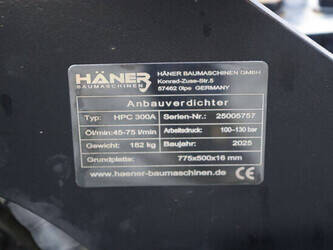 HÄNER
BAUMASCHINEN
HÄNER BAUMASCHINEN GMBH
Konrad-Zuse-Str.5
57462 Olpe GERMANY
Anbauverdichter
Typ: HPC 300A Serien-Nr.: 25005757
Öl/min: 45-75 l/min Arbeitsdruck: 100-130 bar
Gewicht: 162 kg Baujahr: 2025
Grundplatte: 775x500x16 mm
www.haener-baumaschinen.de CE